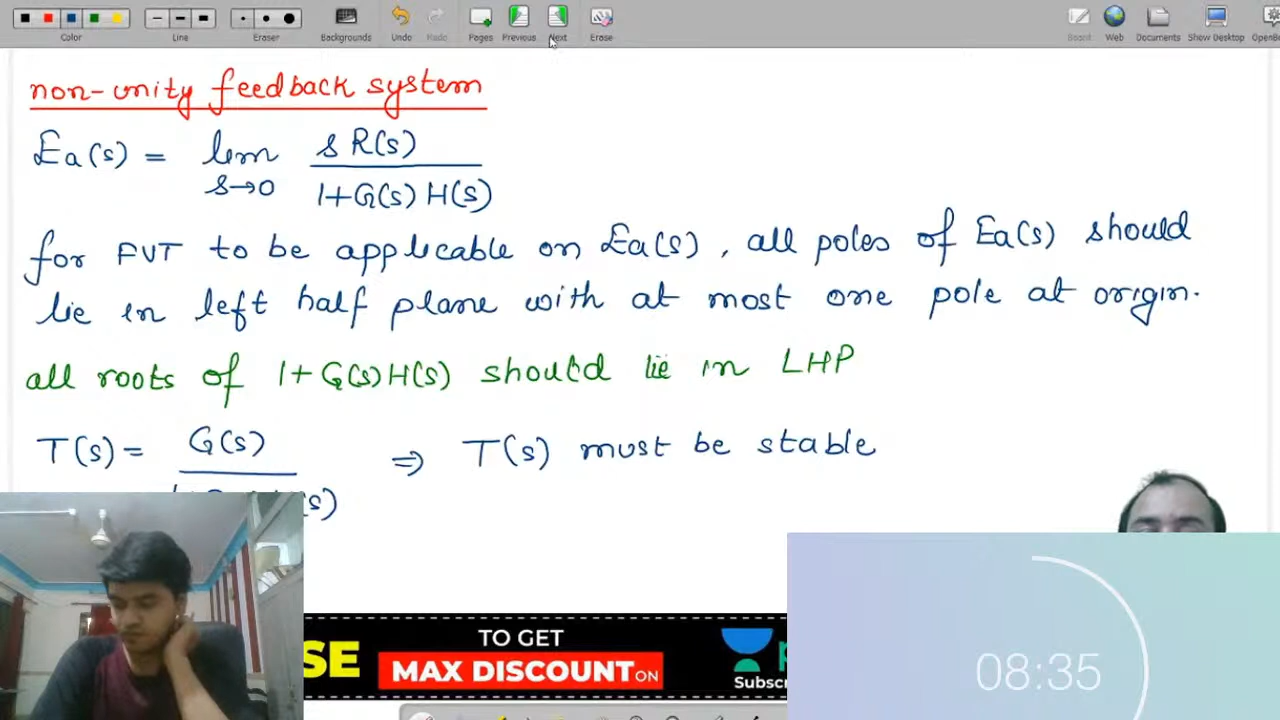 Color
Line
Eraser
Backgrounds
Undo
Redo
Pages
Previous
Next
Erase
Board
Web
Documents
Show Desktop
OpenBo
non-unity feedback system
Ea(s) = lim s→0 s R(s) / 1+G(s) H(s)
for FVT to be applicable on Ea(s), all poles of Ea(s) should
lie in left half plane with at most one pole at origin.
all roots of 1+G(s)H(s) should lie in LHP
T(s) = G(s) / (s) ⇒ T(s) must be stable
SE
TO GET
MAX DISCOUNT ON
Subsc
08:35